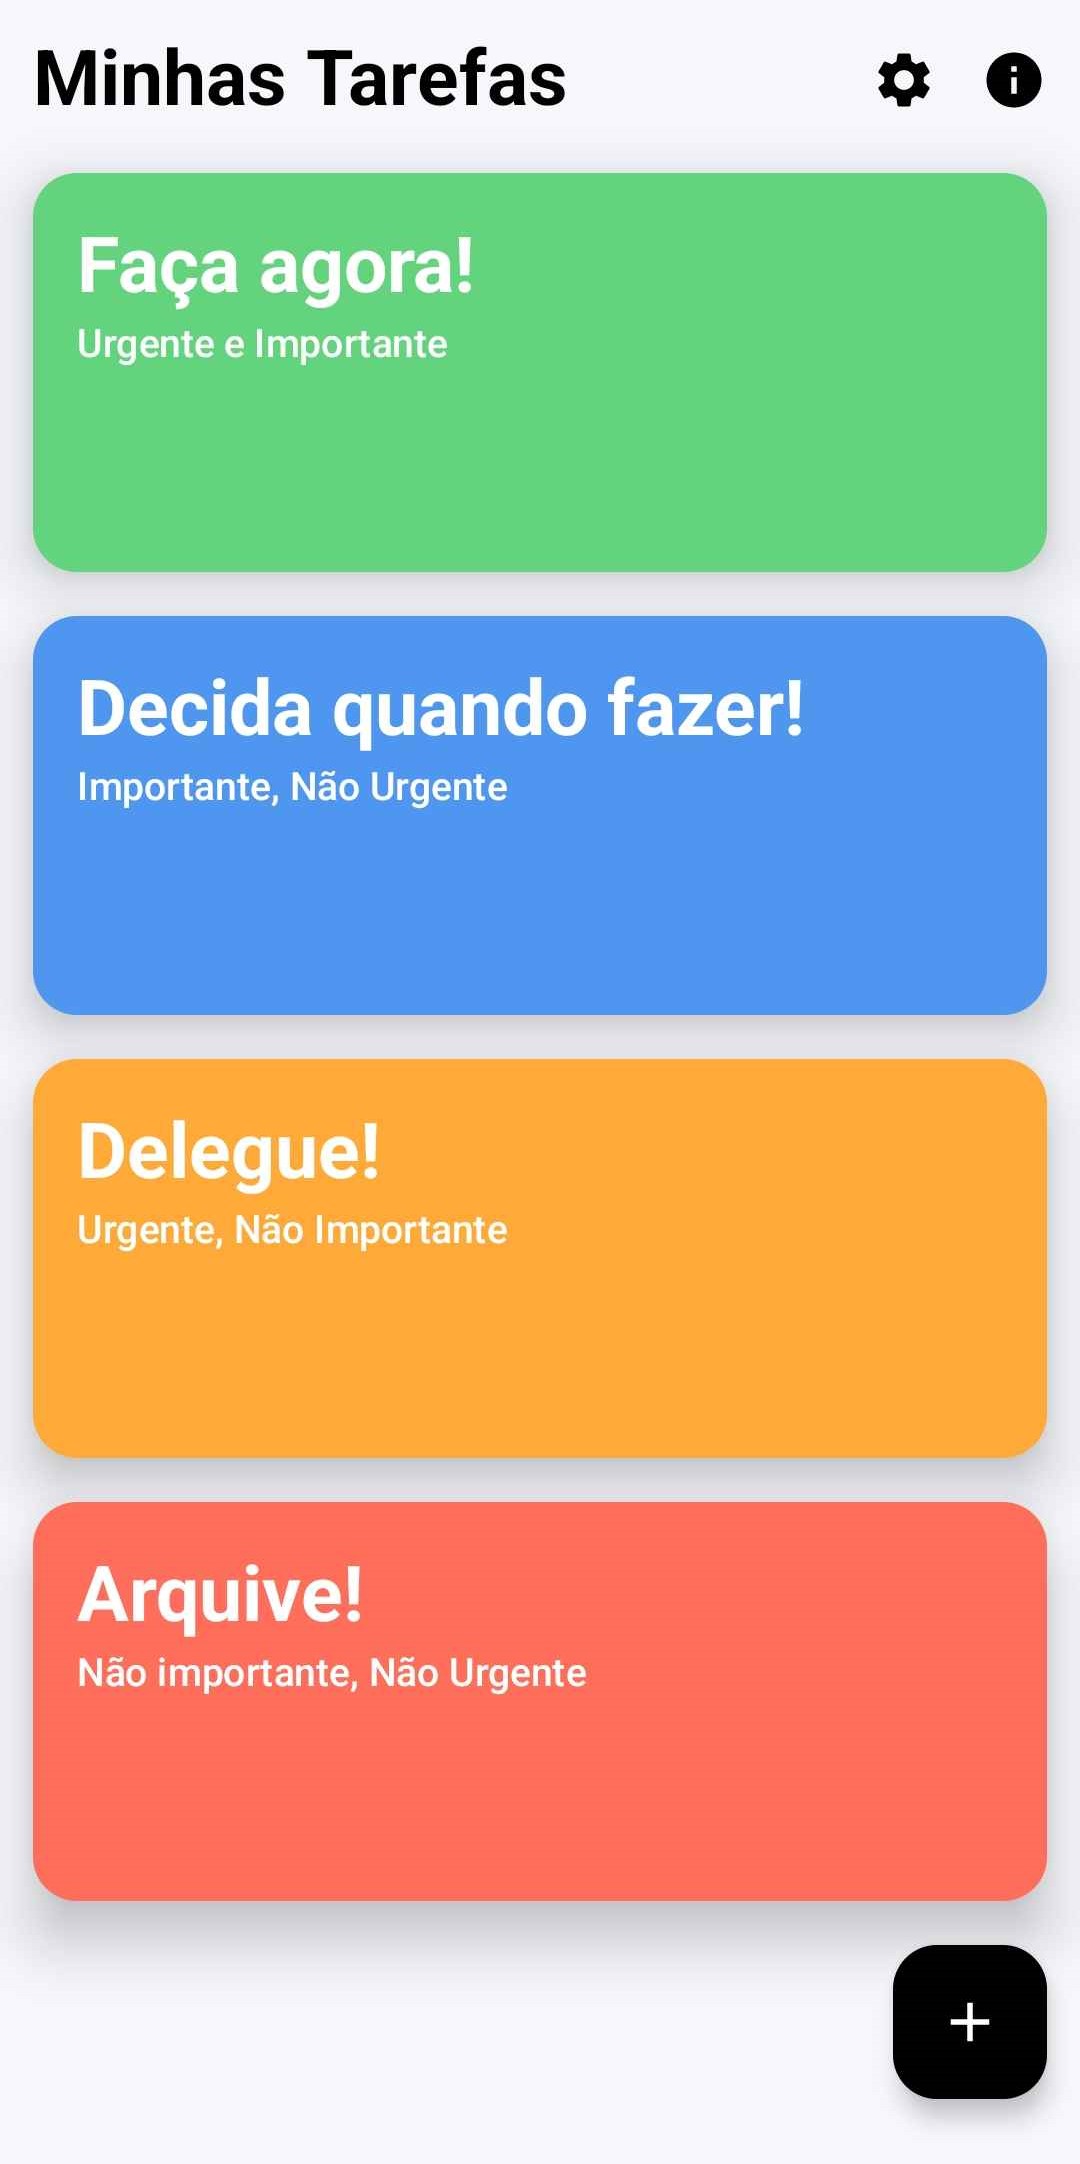 Minhas Tarefas
Faça agora!
Urgente e Importante
Decida quando fazer!
Importante, Não Urgente
Delegue!
Urgente, Não Importante
Arquive!
Não importante, Não Urgente